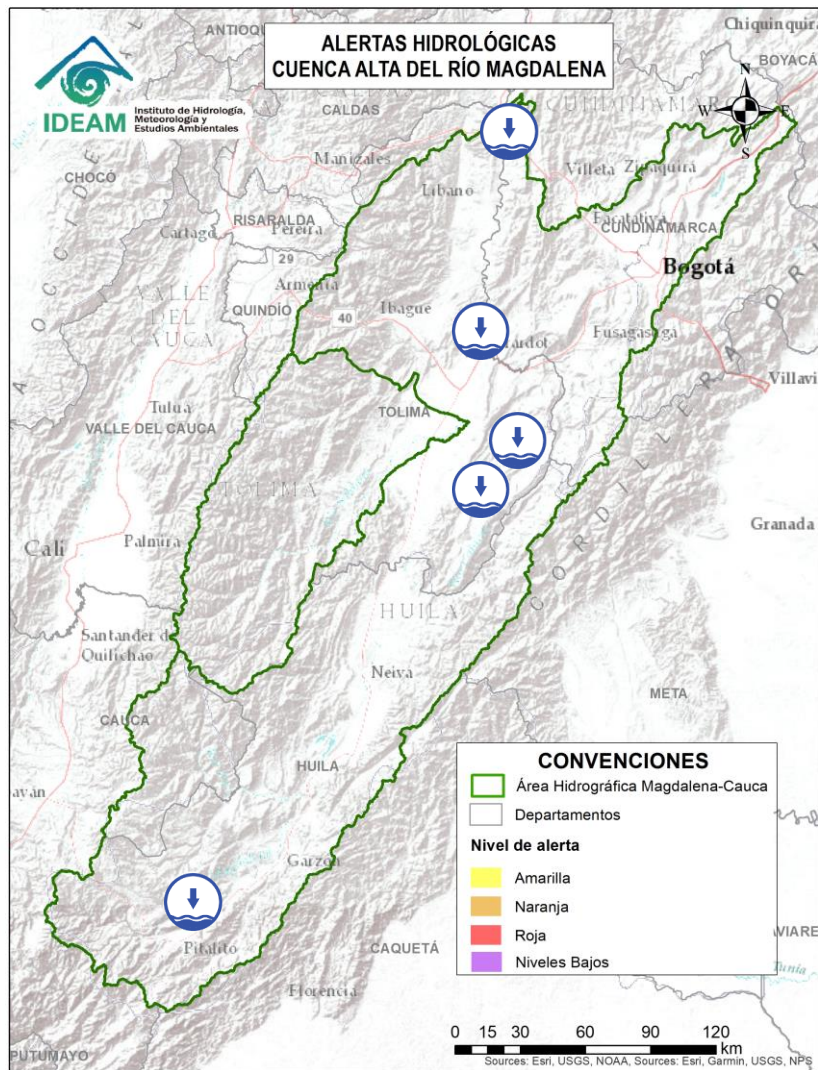 ALERTAS HIDROLÓGICAS
CUENCA ALTA DEL RÍO MAGDALENA
IDEAM
Instituto de Hidrología,
Meteorología y
Estudios Ambientales
Chiquinquirá
BOYACÁ
N
W
E
S
CALDAS
Manizales
CHOCÓ
Líbano
Villeta
Zipaquirá
RISARALDA
Pereira
Cartago
Facatativá
CUNDINAMARCA
Bogotá
29
Armenia
VALLE
DEL
CAUCA
QUINDÍO
40
Ibagué
Fusagasugá
Villavi
Tuluá
TOLIMA
VALLE DEL CAUCA
TOLIMA
CORDILLERA ORI
Granada
Cali
Palmira
HUILA
Santander de
Quilichao
Neiva
META
CAUCA
HUILA
ayán
Garzón
Pitalito
CAQUETÁ
Florencia
PUTUMAYO
CONVENCIONES
Área Hidrográfica Magdalena-Cauca
Departamentos
Nivel de alerta
Amarilla
Naranja
Roja
Niveles Bajos
AVIARE
Tunia
0 15 30 60 90 120
km
Sources: Esri, USGS, NOAA, Sources: Esri, Garmin, USGS, NPS